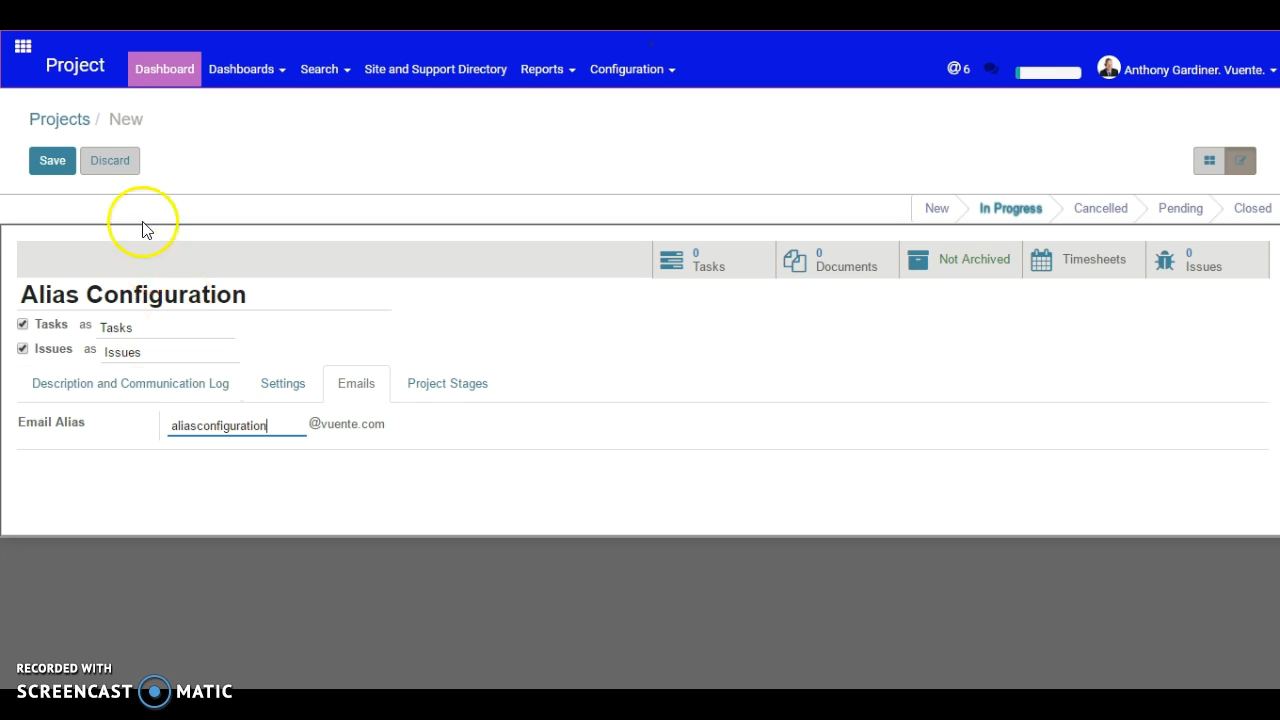 Project Dashboard Dashboards Search Site and Support Directory Reports Configuration @6 Anthony Gardiner. Vuente.
Projects / New
Save Discard
New In Progress Cancelled Pending Closed
0 Tasks 0 Documents Not Archived Timesheets 0 Issues
Alias Configuration
Tasks as Tasks
Issues as Issues
Description and Communication Log Settings Emails Project Stages
Email Alias aliasconfiguration @vuente.com
RECORDED WITH
SCREENCAST MATIC